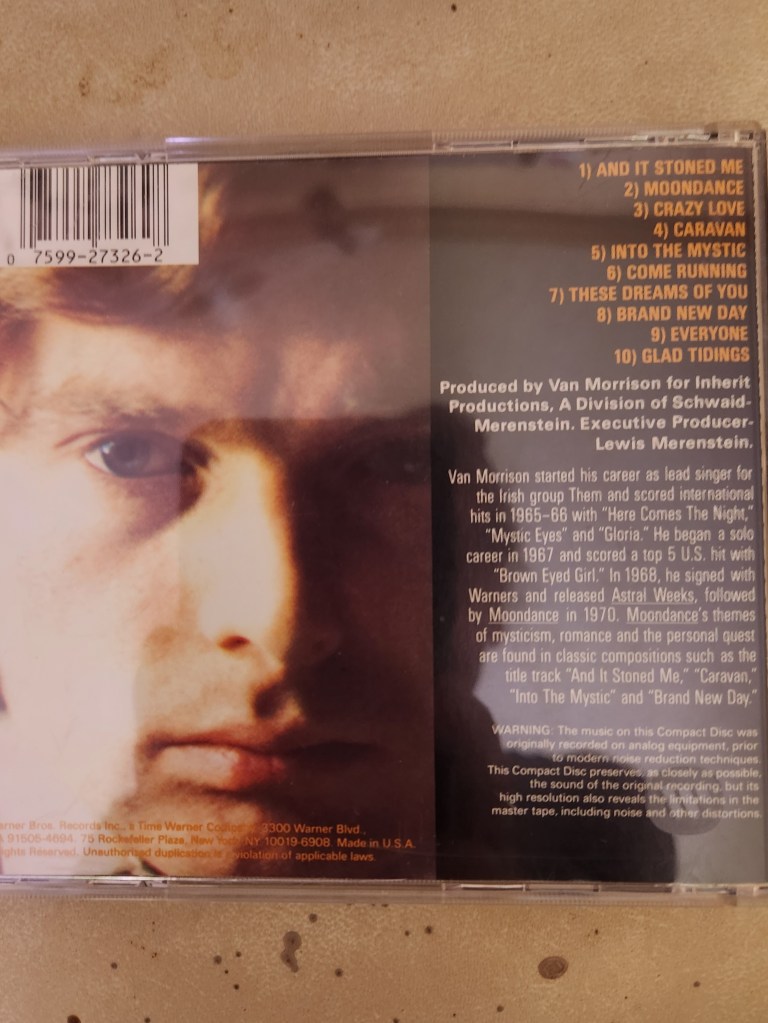 0 7599-27326-2
1) AND IT STONED ME
2) MOONDANCE
3) CRAZY LOVE
4) CARAVAN
5) INTO THE MYSTIC
6) COME RUNNING
7) THESE DREAMS OF YOU
8) BRAND NEW DAY
9) EVERYONE
10) GLAD TIDINGS
Produced by Van Morrison for Inherit
Productions, A Division of Schwaid-
Merenstein. Executive Producer-
Lewis Merenstein.
Van Morrison started his career as lead singer for
the Irish group Them and scored international
hits in 1965-66 with "Here Comes The Night,"
"Mystic Eyes" and "Gloria." He began a solo
career in 1967 and scored a top 5 U.S. hit with
"Brown Eyed Girl." In 1968, he signed with
Warners and released Astral Weeks, followed
by Moondance in 1970. Moondance's themes
of mysticism, romance and the personal quest
are found in classic compositions such as the
title track "And It Stoned Me," "Caravan,"
"Into The Mystic" and "Brand New Day."
WARNING: The music on this Compact Disc was
originally recorded on analog equipment, prior
to modern noise reduction techniques.
This Compact Disc preserves, as closely as possible,
the sound of the original recording, but its
high resolution also reveals the limitations in the
master tape, including noise and other distortions.
Bros. Records Inc., a Time Warner 3300 Warner Blvd.,
91505-4694. 75 Rockefeller Plaza, New York, NY 10019-6908. Made in U.S.A.
Reserved. Unauthorized duplication is violation of applicable laws.